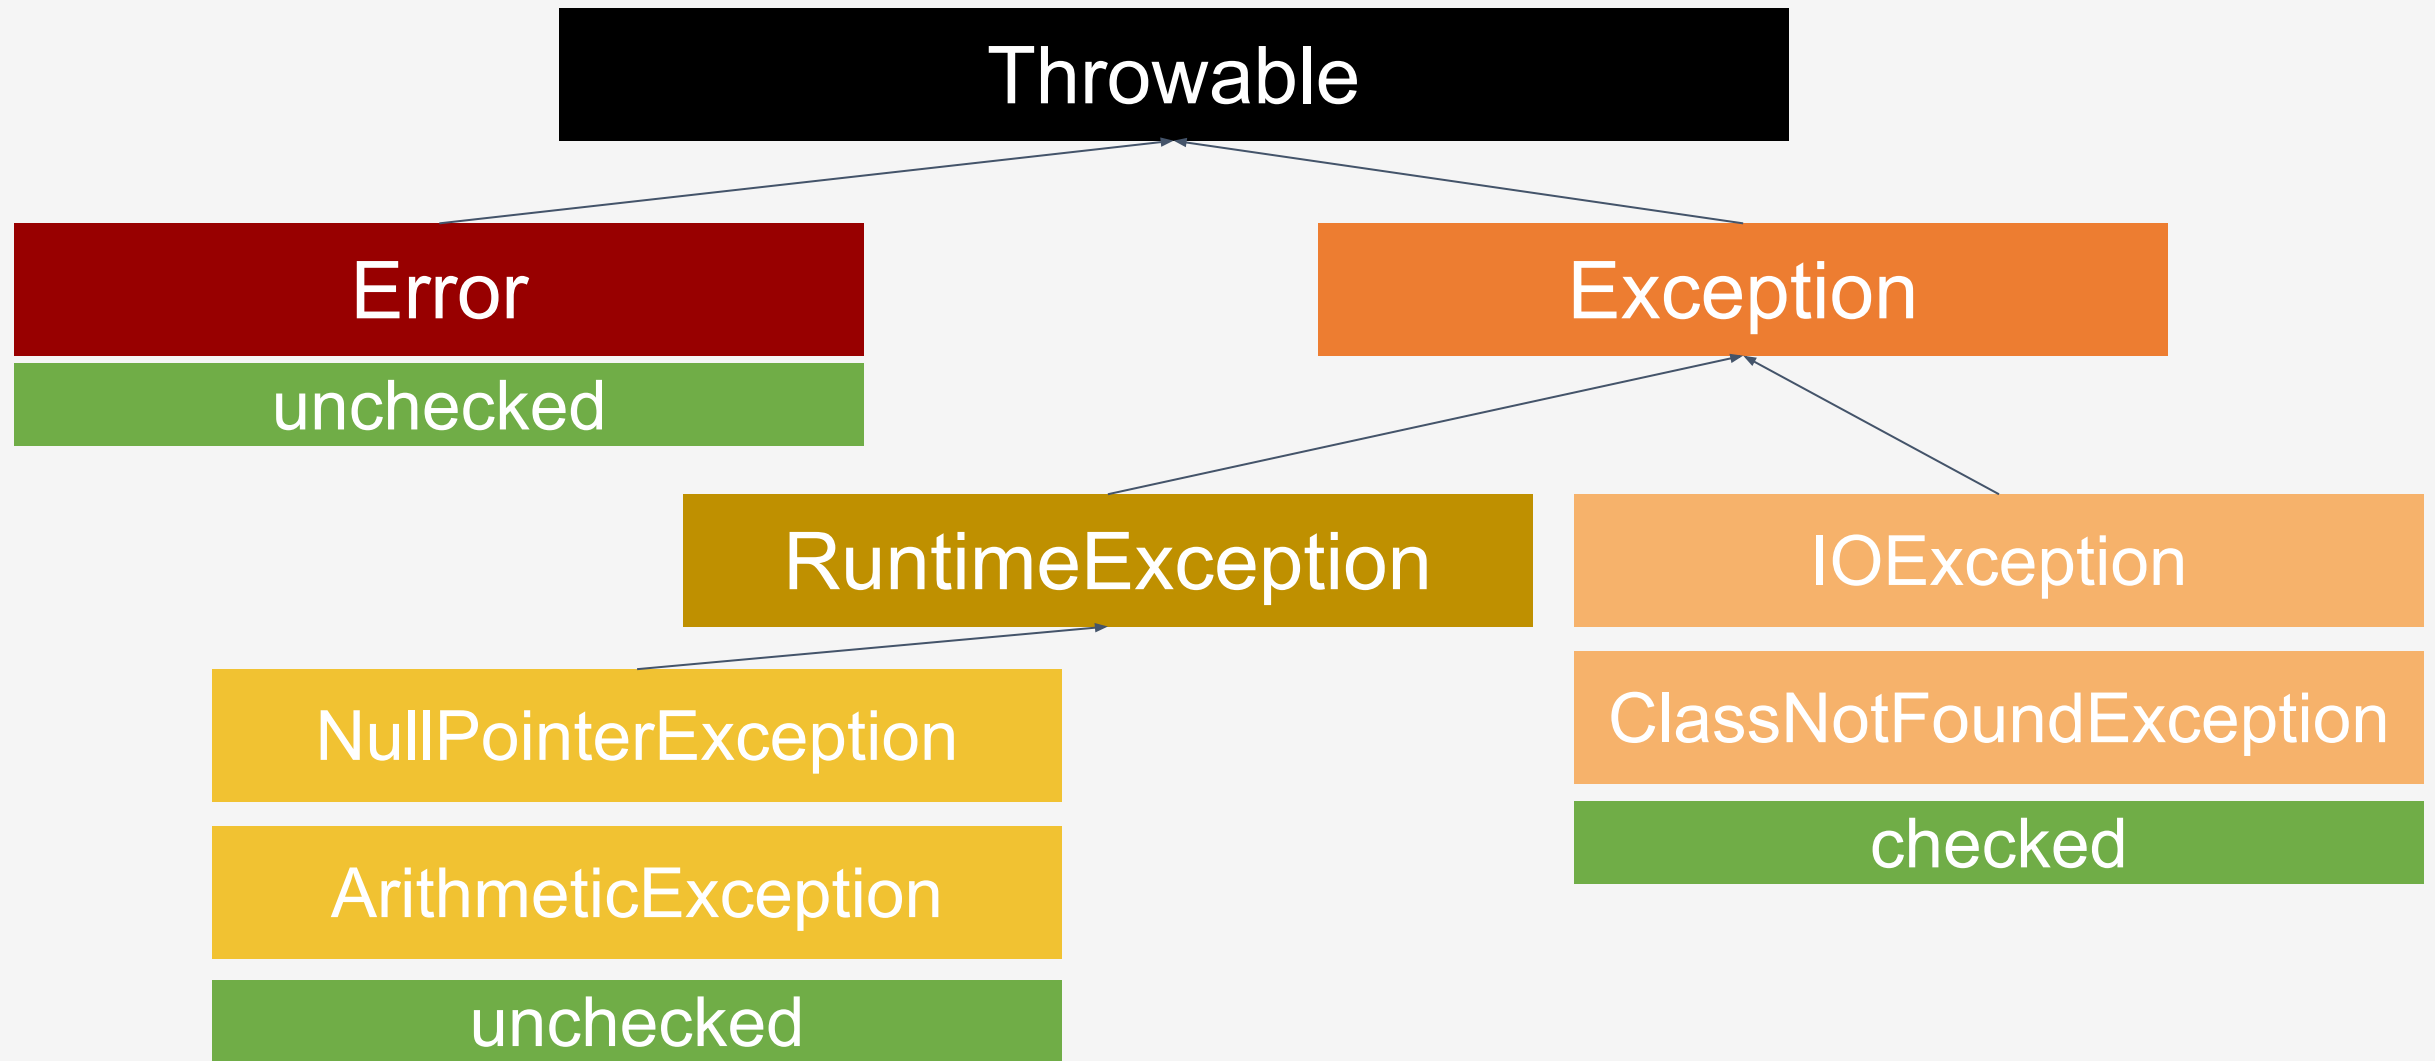 Throwable
Error
Exception
unchecked
RuntimeException
IOException
NullPointerException
ClassNotFoundException
ArithmeticException
checked
unchecked